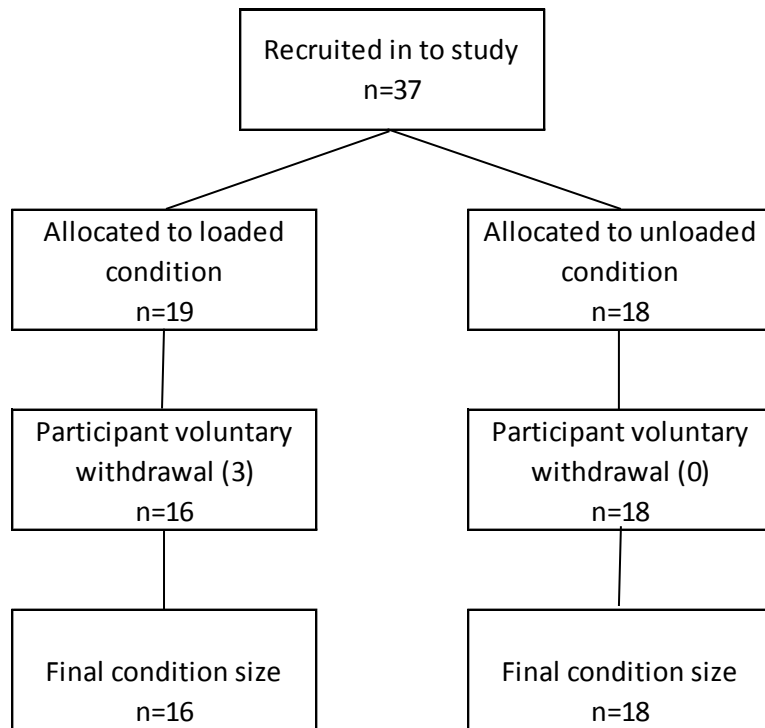 Recruited in to study
n=37
Allocated to loaded
condition
n=19
Allocated to unloaded
condition
n=18
Participant voluntary
withdrawal (3)
n=16
Participant voluntary
withdrawal (0)
n=18
Final condition size
n=16
Final condition size
n=18